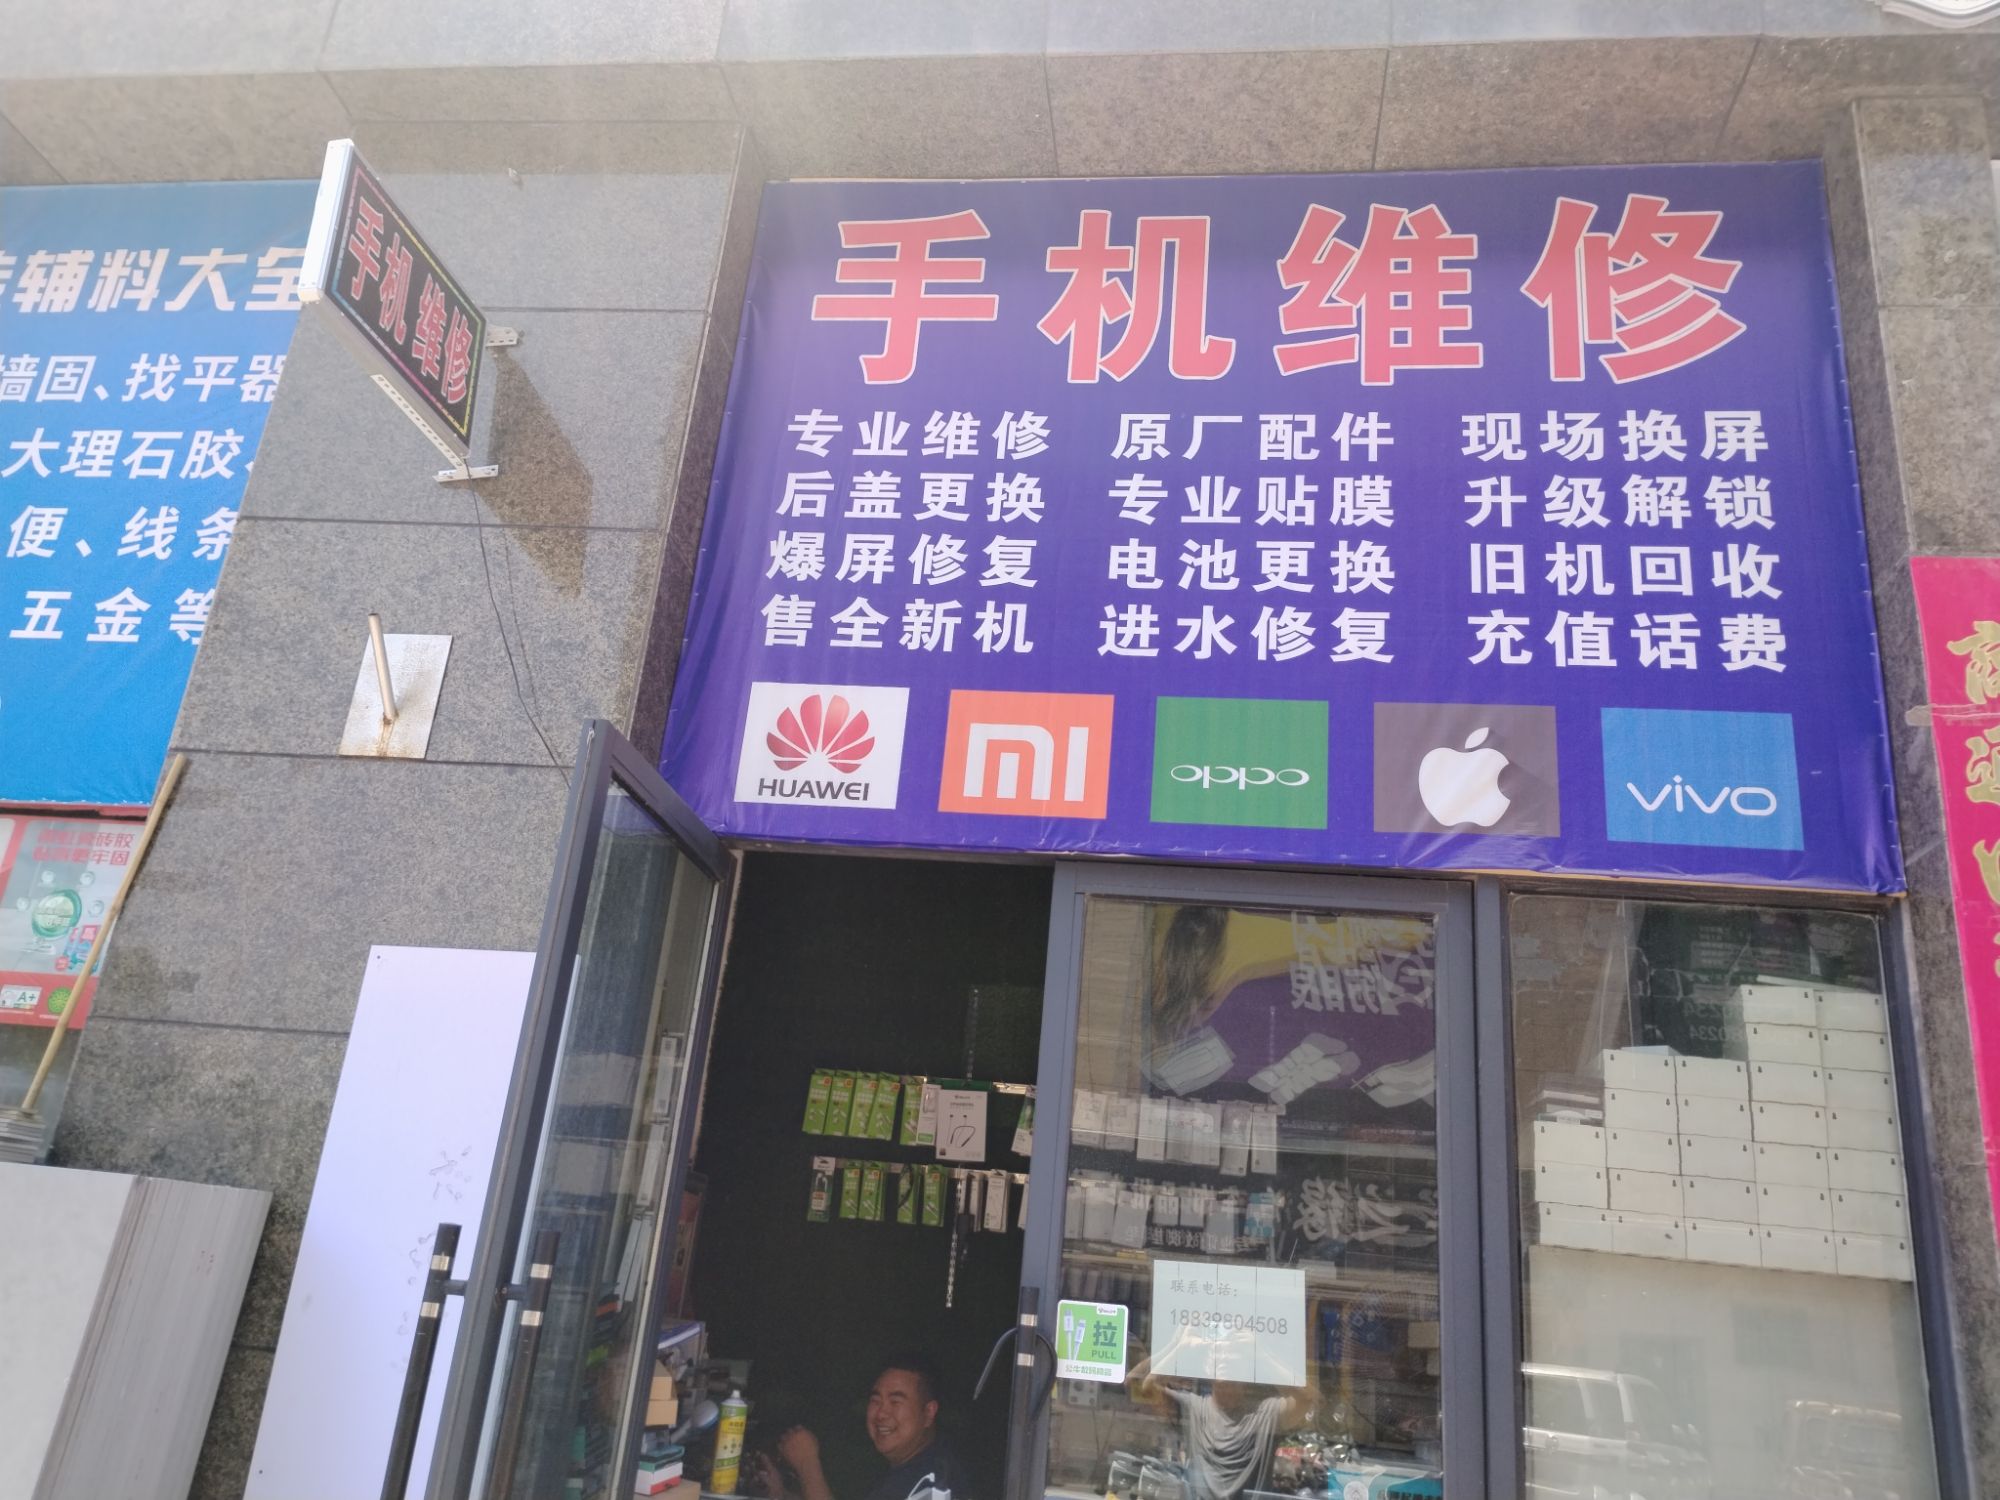 辅料大全
墙固、找平器
大理石胶、
便、线条
五金等
手机维修
手机维修
专业维修 原厂配件 现场换屏
后盖更换 专业贴膜 升级解锁
爆屏修复 电池更换 旧机回收
售全新机 进水修复 充值话费
HUAWEI
mi
oppo
vivo
A+
联系电话:
18839804508
拉
PULL